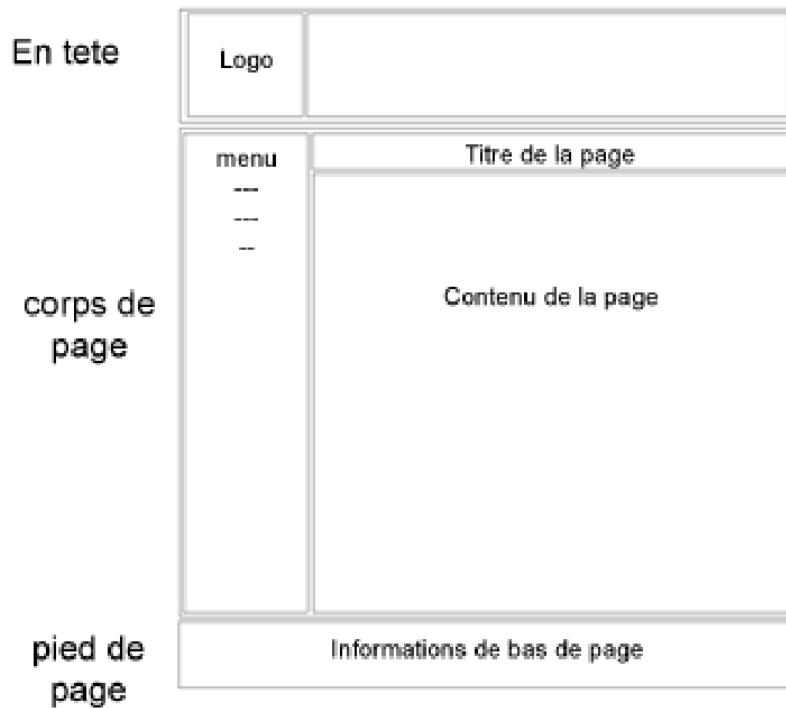 En tete
Logo
menu
---
---
--
Titre de la page
corps de
page
Contenu de la page
pied de
page
Informations de bas de page